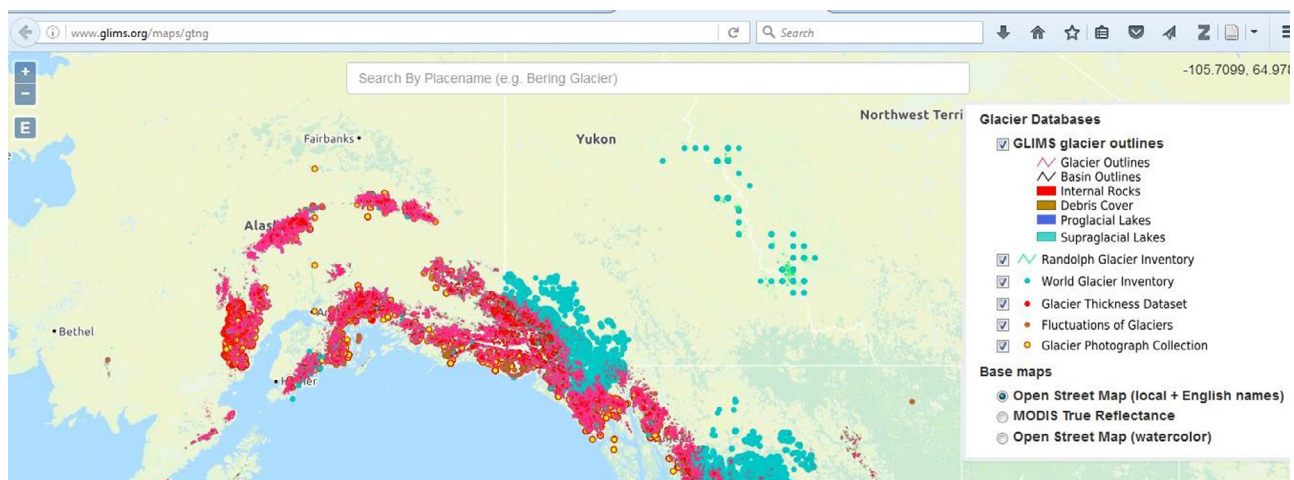 www.glims.org/maps/gtng
Search
Search By Placename (e.g. Bering Glacier)
-105.7099, 64.978
+
−
E
Northwest Terri
Fairbanks
Yukon
Alas
Bethel
Glacier Databases
GLIMS glacier outlines
Glacier Outlines
Basin Outlines
Internal Rocks
Debris Cover
Proglacial Lakes
Supraglacial Lakes
Randolph Glacier Inventory
World Glacier Inventory
Glacier Thickness Dataset
Fluctuations of Glaciers
Glacier Photograph Collection
Base maps
Open Street Map (local + English names)
MODIS True Reflectance
Open Street Map (watercolor)